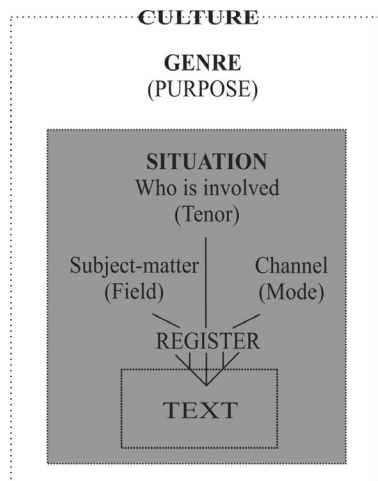 CULTURE
GENRE
(PURPOSE)
SITUATION
Who is involved
(Tenor)
Subject-matter
(Field)
Channel
(Mode)
REGISTER
TEXT